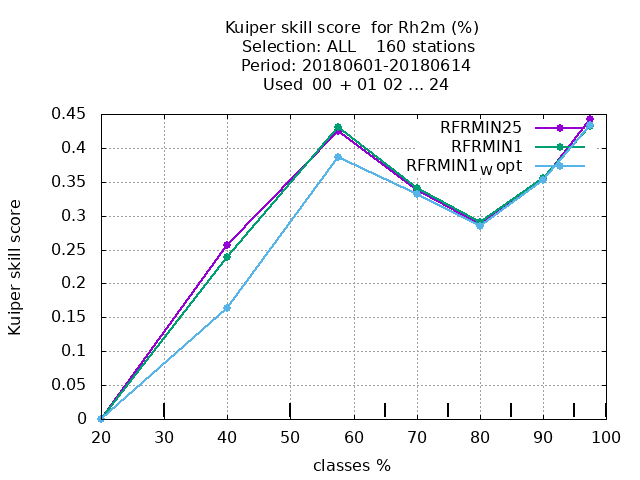 Kuiper skill score  for Rh2m (%)
Selection: ALL    160 stations
Period: 20180601-20180614
Used  00 + 01 02 ... 24
RFRMIN25
RFRMIN1
RFRMIN1w opt
Kuiper skill score
0.45
0.4
0.35
0.3
0.25
0.2
0.15
0.1
0.05
0
20 30 40 50 60 70 80 90 100
classes %